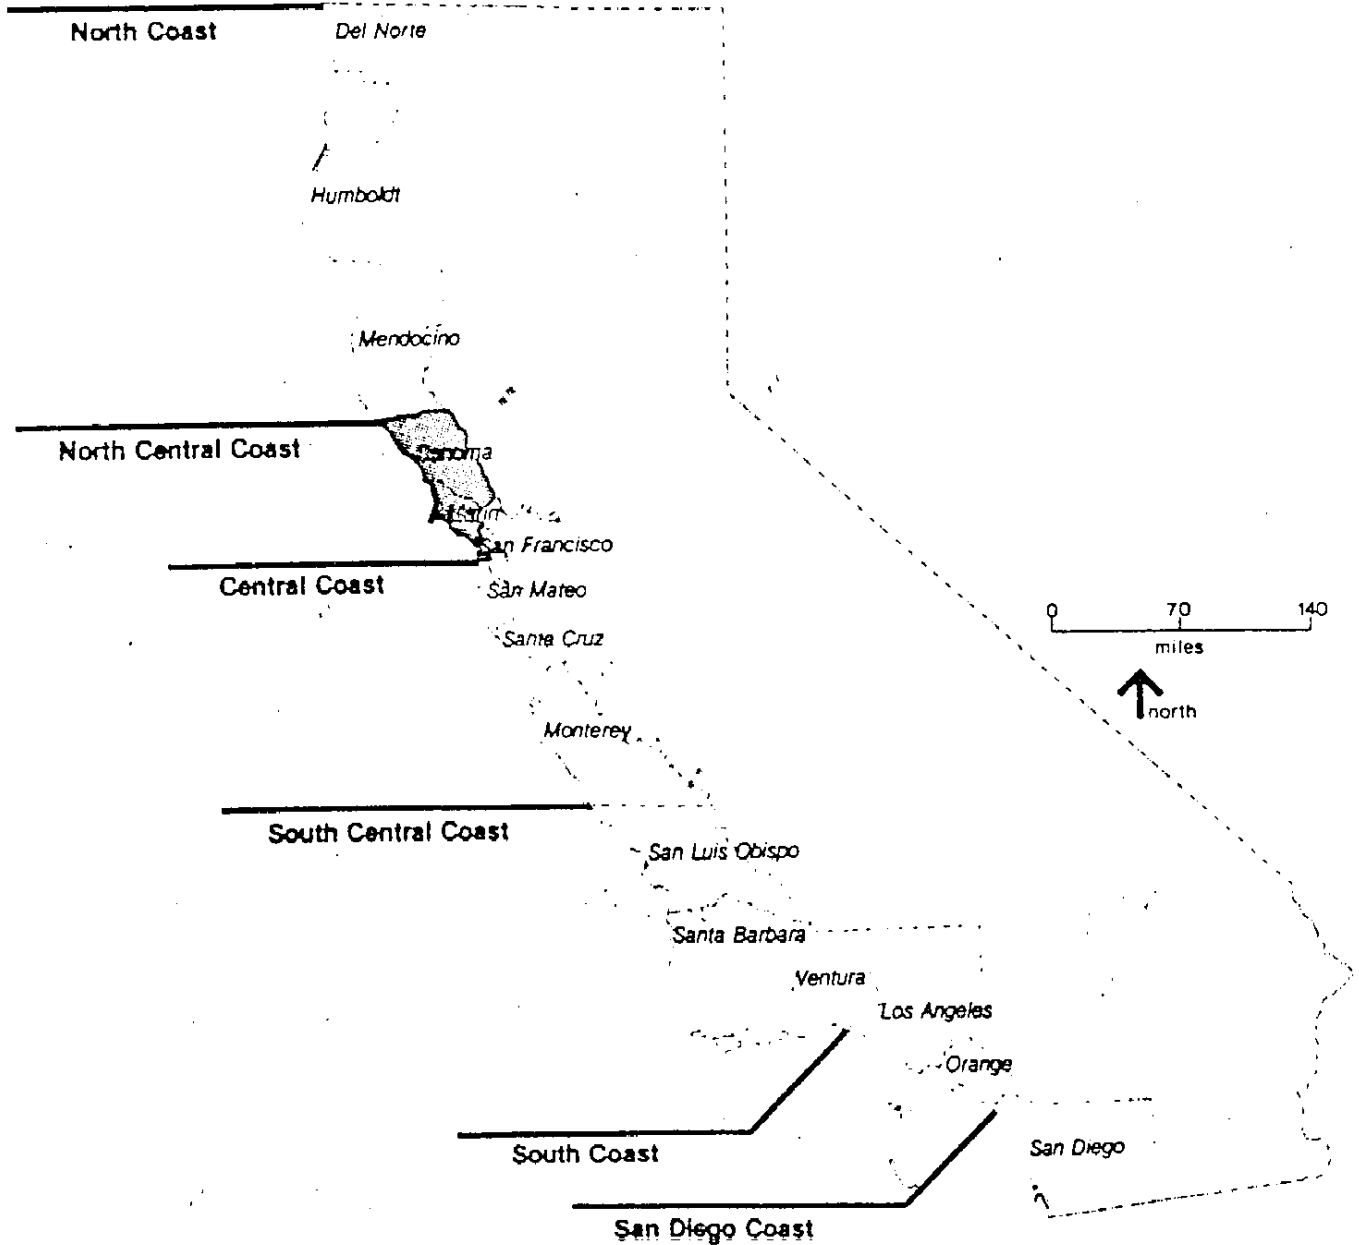 North Coast
Del Norte
Humboldt
Mendocino
North Central Coast
Sonoma
Marin
San Francisco
Central Coast
San Mateo
0 70 140
Santa Cruz
miles
north
Monterey
South Central Coast
San Luis Obispo
Santa Barbara
Ventura
Los Angeles
Orange
South Coast
San Diego
San Diego Coast